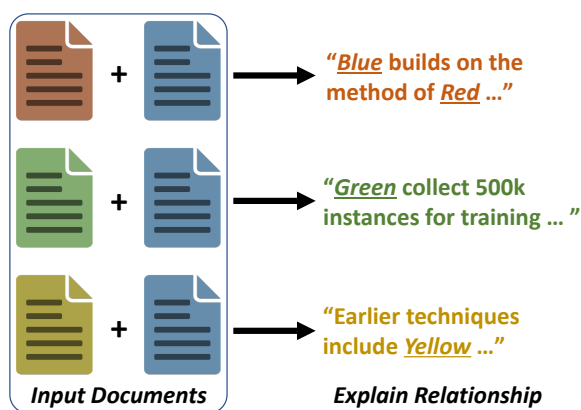 +
“Blue builds on the
method of Red ...”
+
“Green collect 500k
instances for training ... ”
+
“Earlier techniques
include Yellow ...”
Input Documents
Explain Relationship